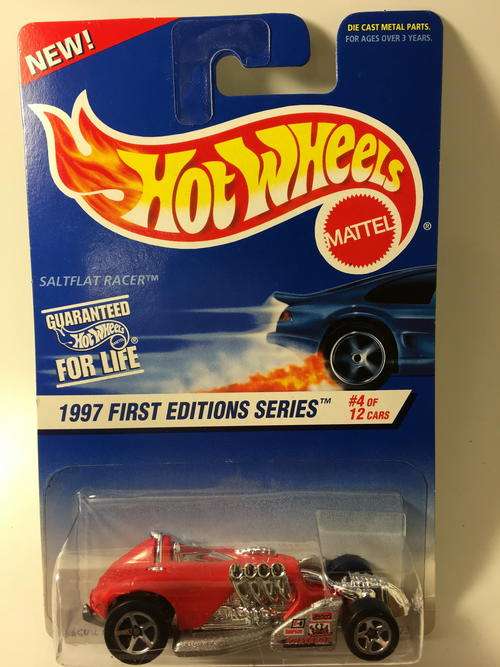 NEW!
DIE CAST METAL PARTS.
FOR AGES OVER 3 YEARS.
HOT WHEELS
MATTEL
®
SALTFLAT RACER™
GUARANTEED
Hot Wheels®
FOR LIFE
1997 FIRST EDITIONS SERIES™
#4 OF
12 CARS